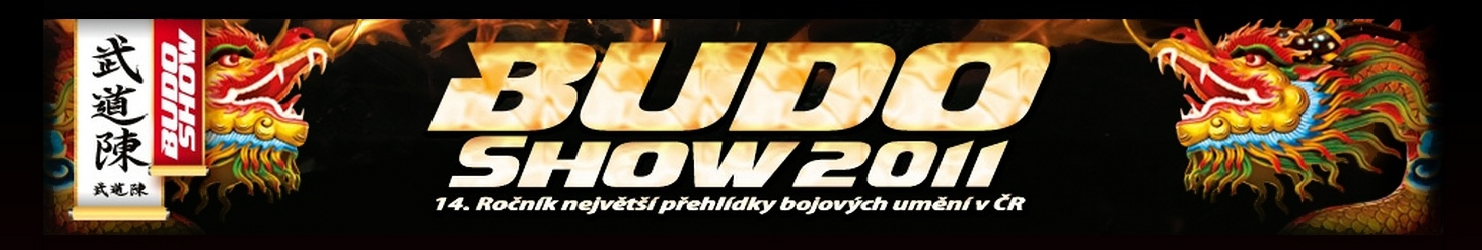 武道陳
武道陳
BUDO
SHOW
BUDO
SHOW 2011
14. Ročník největší přehlídky bojových umění v ČR